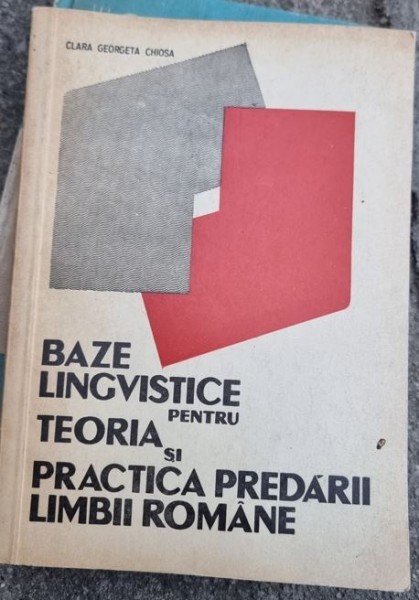 CLARA GEORGETA CHIOSA
BAZE
LINGVISTICE
PENTRU
TEORIA
ȘI
PRACTICA PREDĂRII
LIMBII ROMÂNE